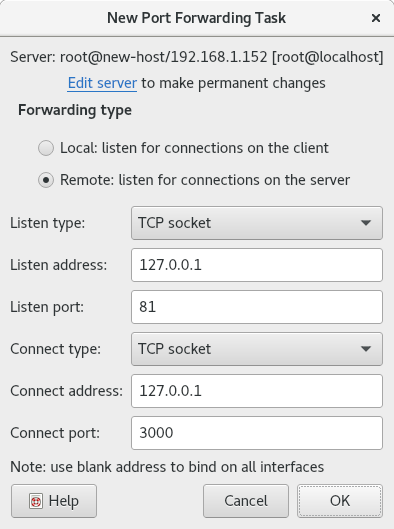 New Port Forwarding Task
Server: root@new-host/192.168.1.152 [root@localhost]
Edit server to make permanent changes
Forwarding type
Local: listen for connections on the client
Remote: listen for connections on the server
Listen type: TCP socket
Listen address: 127.0.0.1
Listen port: 81
Connect type: TCP socket
Connect address: 127.0.0.1
Connect port: 3000
Note: use blank address to bind on all interfaces
Help Cancel OK